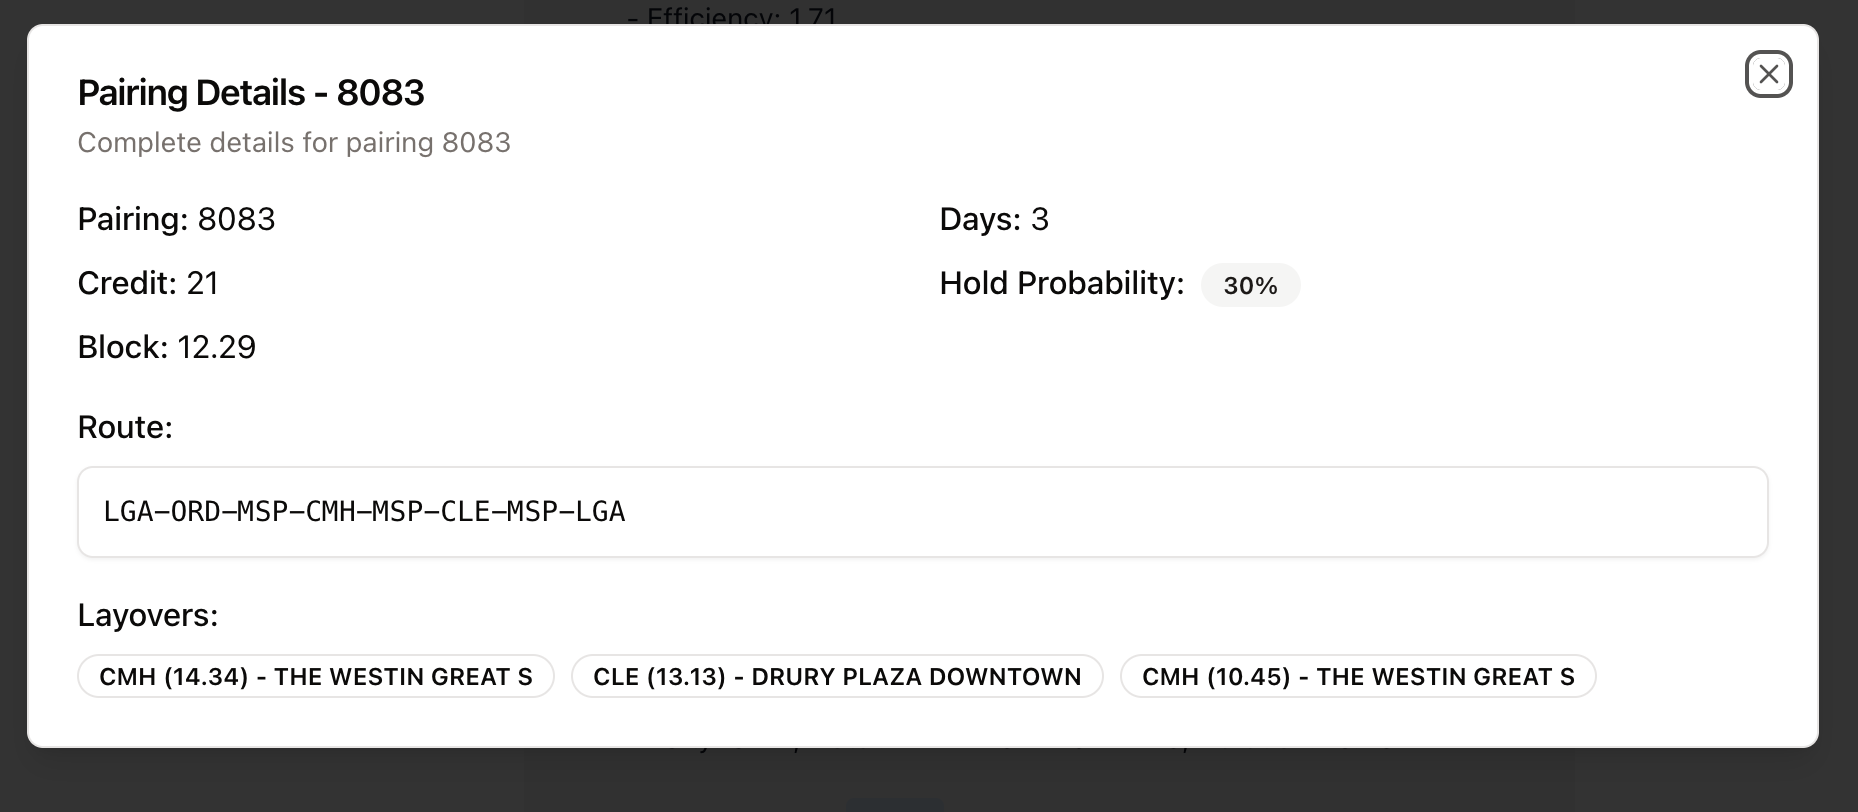 - Efficiency: 1.71
Pairing Details - 8083
Complete details for pairing 8083
Pairing: 8083
Days: 3
Credit: 21
Hold Probability: 30%
Block: 12.29
Route:
LGA–ORD–MSP–CMH–MSP–CLE–MSP–LGA
Layovers:
CMH (14.34) - THE WESTIN GREAT S
CLE (13.13) - DRURY PLAZA DOWNTOWN
CMH (10.45) - THE WESTIN GREAT S